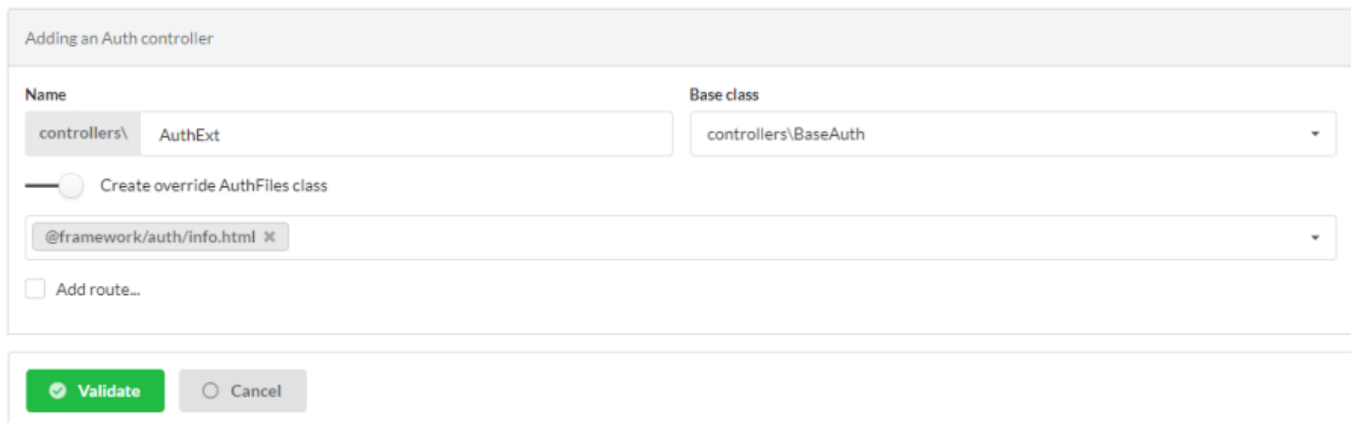 Adding an Auth controller
Name
Base class
controllers\ AuthExt
controllers\BaseAuth
Create override AuthFiles class
@framework/auth/info.html
Add route...
Validate
Cancel